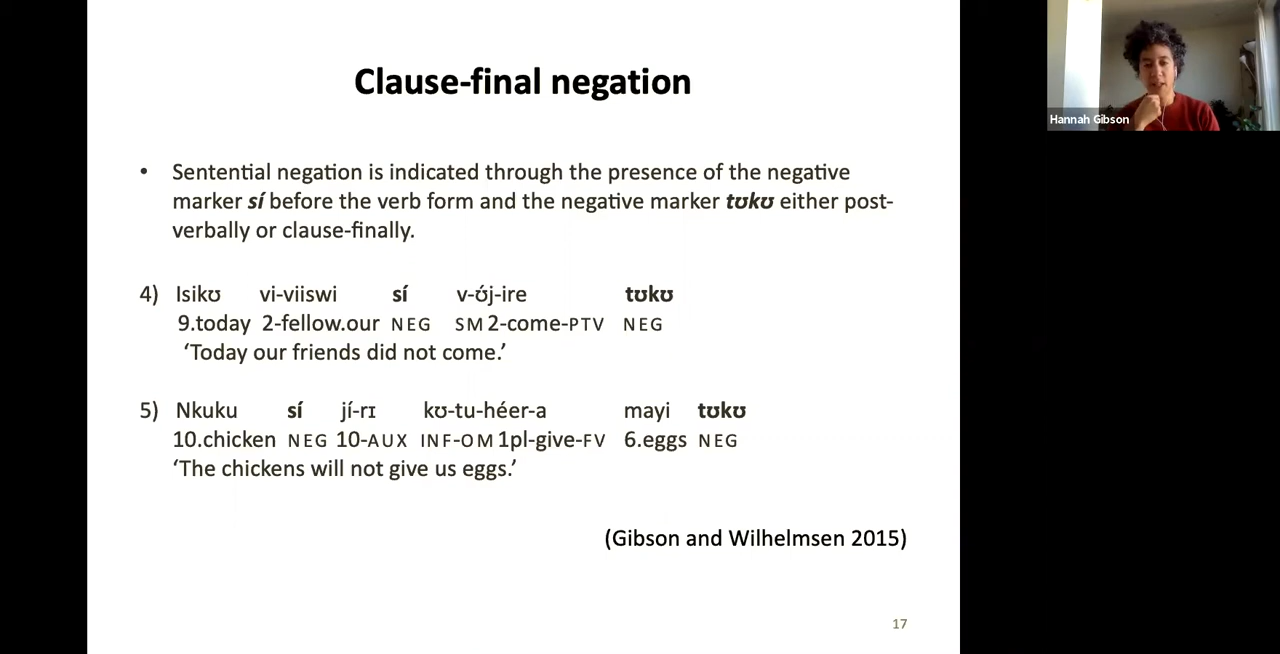 Clause-final negation
• Sentential negation is indicated through the presence of the negative
marker sí before the verb form and the negative marker tʊkʊ either post-
verbally or clause-finally.
4) Isikʊ vi-viiswi sí v-ʊ́j-ire tʊkʊ
9.today 2-fellow.our NEG SM2-come-PTV NEG
‘Today our friends did not come.’
5) Nkuku sí jí-rɪ kʊ-tu-héer-a mayi tʊkʊ
10.chicken NEG 10-AUX INF-OM1pl-give-FV 6.eggs NEG
‘The chickens will not give us eggs.’
(Gibson and Wilhelmsen 2015)
17
Hannah Gibson